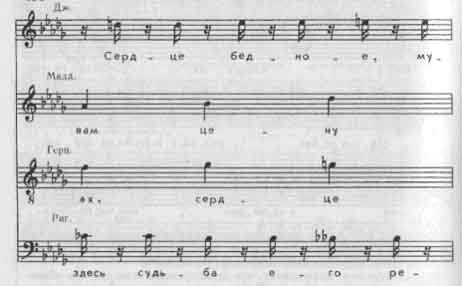 Дж.
Серд - це бед - но - е, му -
Мадд.
вам це - ну
Герц.
ах, серд - це
8
Риг.
здесь судь - ба е - го ре -